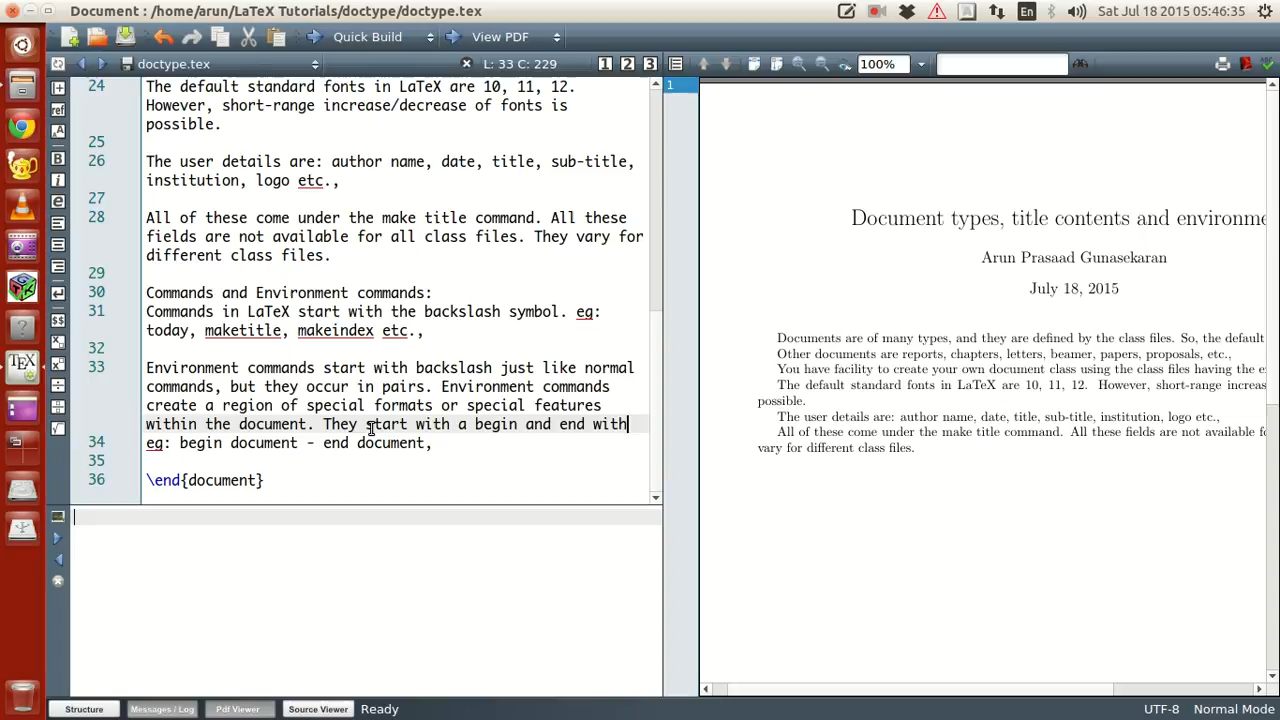 Document : /home/arun/LaTeX Tutorials/doctype/doctype.tex
En
Sat Jul 18 2015 05:46:35
Quick Build
View PDF
doctype.tex
L: 33 C: 229
1 2 3
100%
24 The default standard fonts in LaTeX are 10, 11, 12.
However, short-range increase/decrease of fonts is
possible.
25
26 The user details are: author name, date, title, sub-title,
institution, logo etc.,
27
28 All of these come under the make title command. All these
fields are not available for all class files. They vary for
different class files.
29
30 Commands and Environment commands:
31 Commands in LaTeX start with the backslash symbol. eg:
today, maketitle, makeindex etc.,
32
33 Environment commands start with backslash just like normal
commands, but they occur in pairs. Environment commands
create a region of special formats or special features
within the document. They start with a begin and end with
34 eg: begin document - end document,
35
36 \end{document}
1
Document types, title contents and environme
Arun Prasaad Gunasekaran
July 18, 2015
Documents are of many types, and they are defined by the class files. So, the default
Other documents are reports, chapters, letters, beamer, papers, proposals, etc.,
You have facility to create your own document class using the class files having the e
The default standard fonts in LaTeX are 10, 11, 12. However, short-range increas
possible.
The user details are: author name, date, title, sub-title, institution, logo etc.,
All of these come under the make title command. All these fields are not available fo
vary for different class files.
Structure
Messages / Log
Pdf Viewer
Source Viewer
Ready
UTF-8
Normal Mode